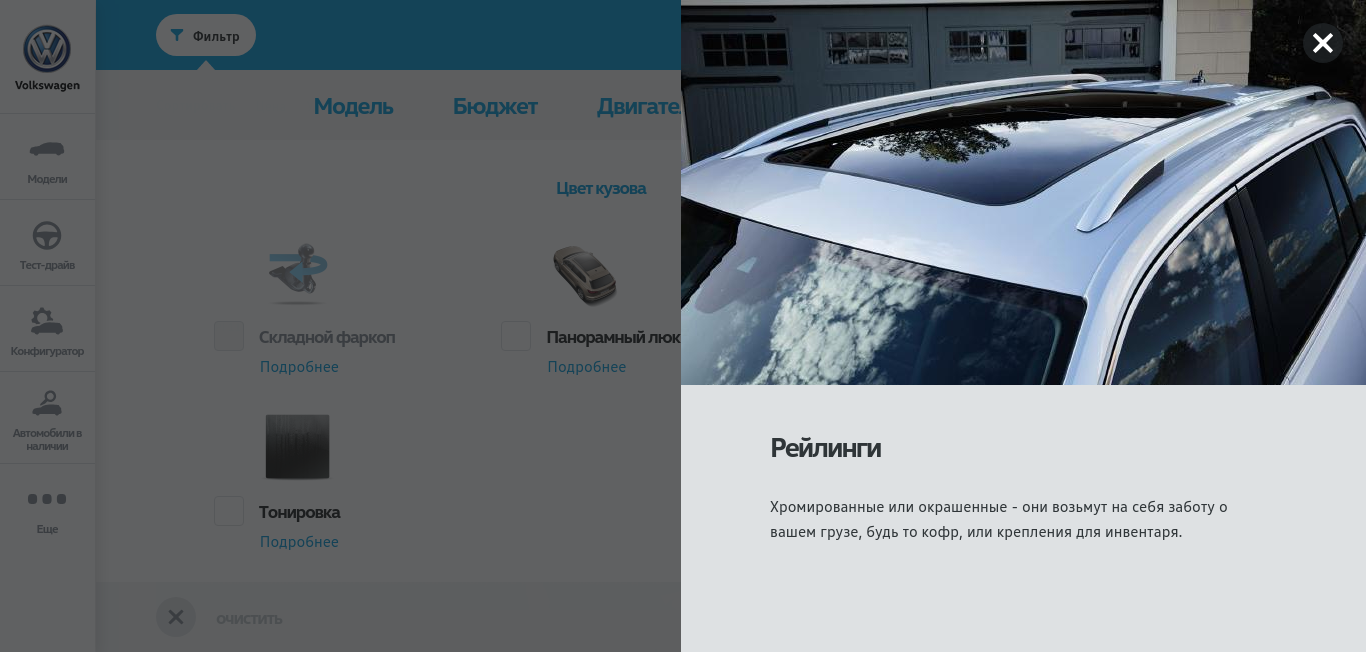 Volkswagen
Модели
Тест-драйв
Конфигуратор
Автомобили в
наличии
Еще
Фильтр
Модель Бюджет
Цвет кузова
Складной фаркоп
Подробнее
Панорамный люк
Подробнее
Тонировка
Подробнее
ОЧИСТИТЬ
Рейлинги
Хромированные или окрашенные - они возьмут на себя заботу о
вашем грузе, будь то кофр, или крепления для инвентаря.